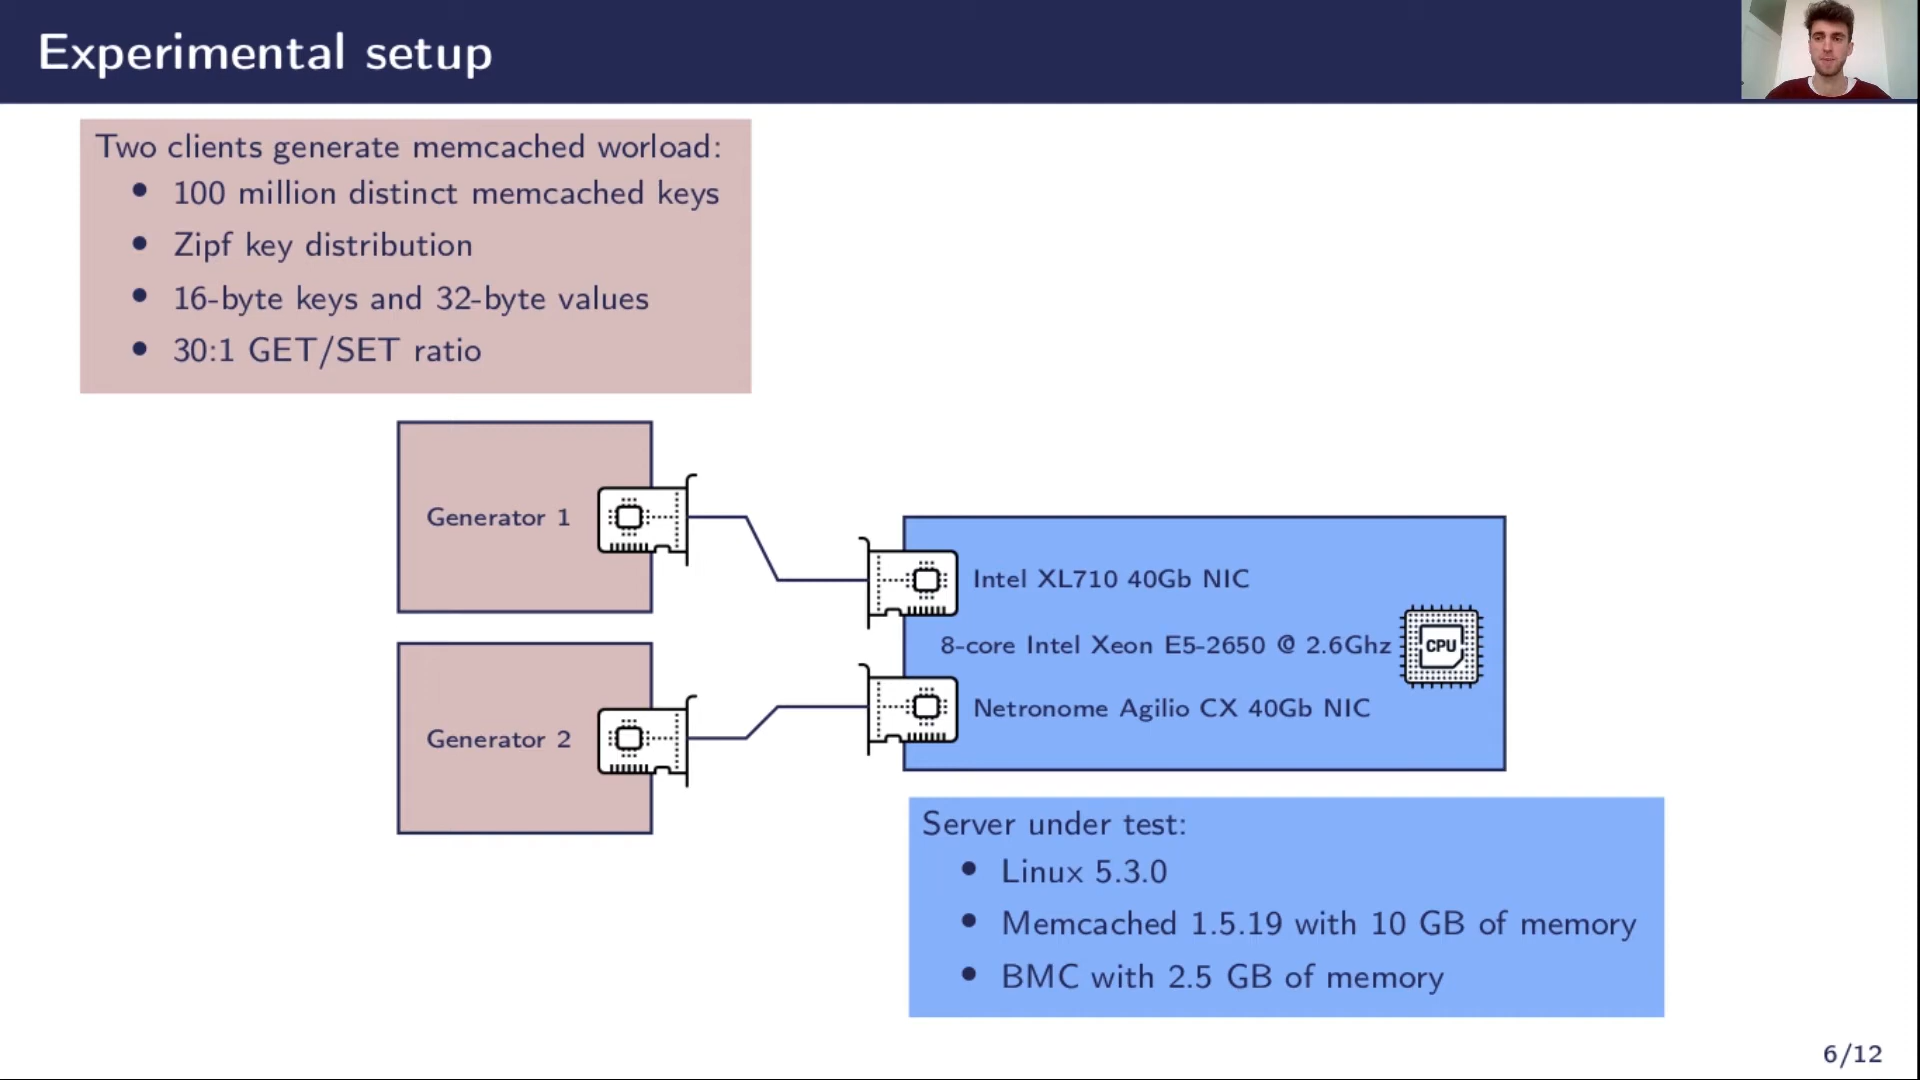 Experimental setup
Two clients generate memcached worload:
• 100 million distinct memcached keys
• Zipf key distribution
• 16-byte keys and 32-byte values
• 30:1 GET/SET ratio
Generator 1
Generator 2
Intel XL710 40Gb NIC
8-core Intel Xeon E5-2650 @ 2.6Ghz
CPU
Netronome Agilio CX 40Gb NIC
Server under test:
• Linux 5.3.0
• Memcached 1.5.19 with 10 GB of memory
• BMC with 2.5 GB of memory
6/12